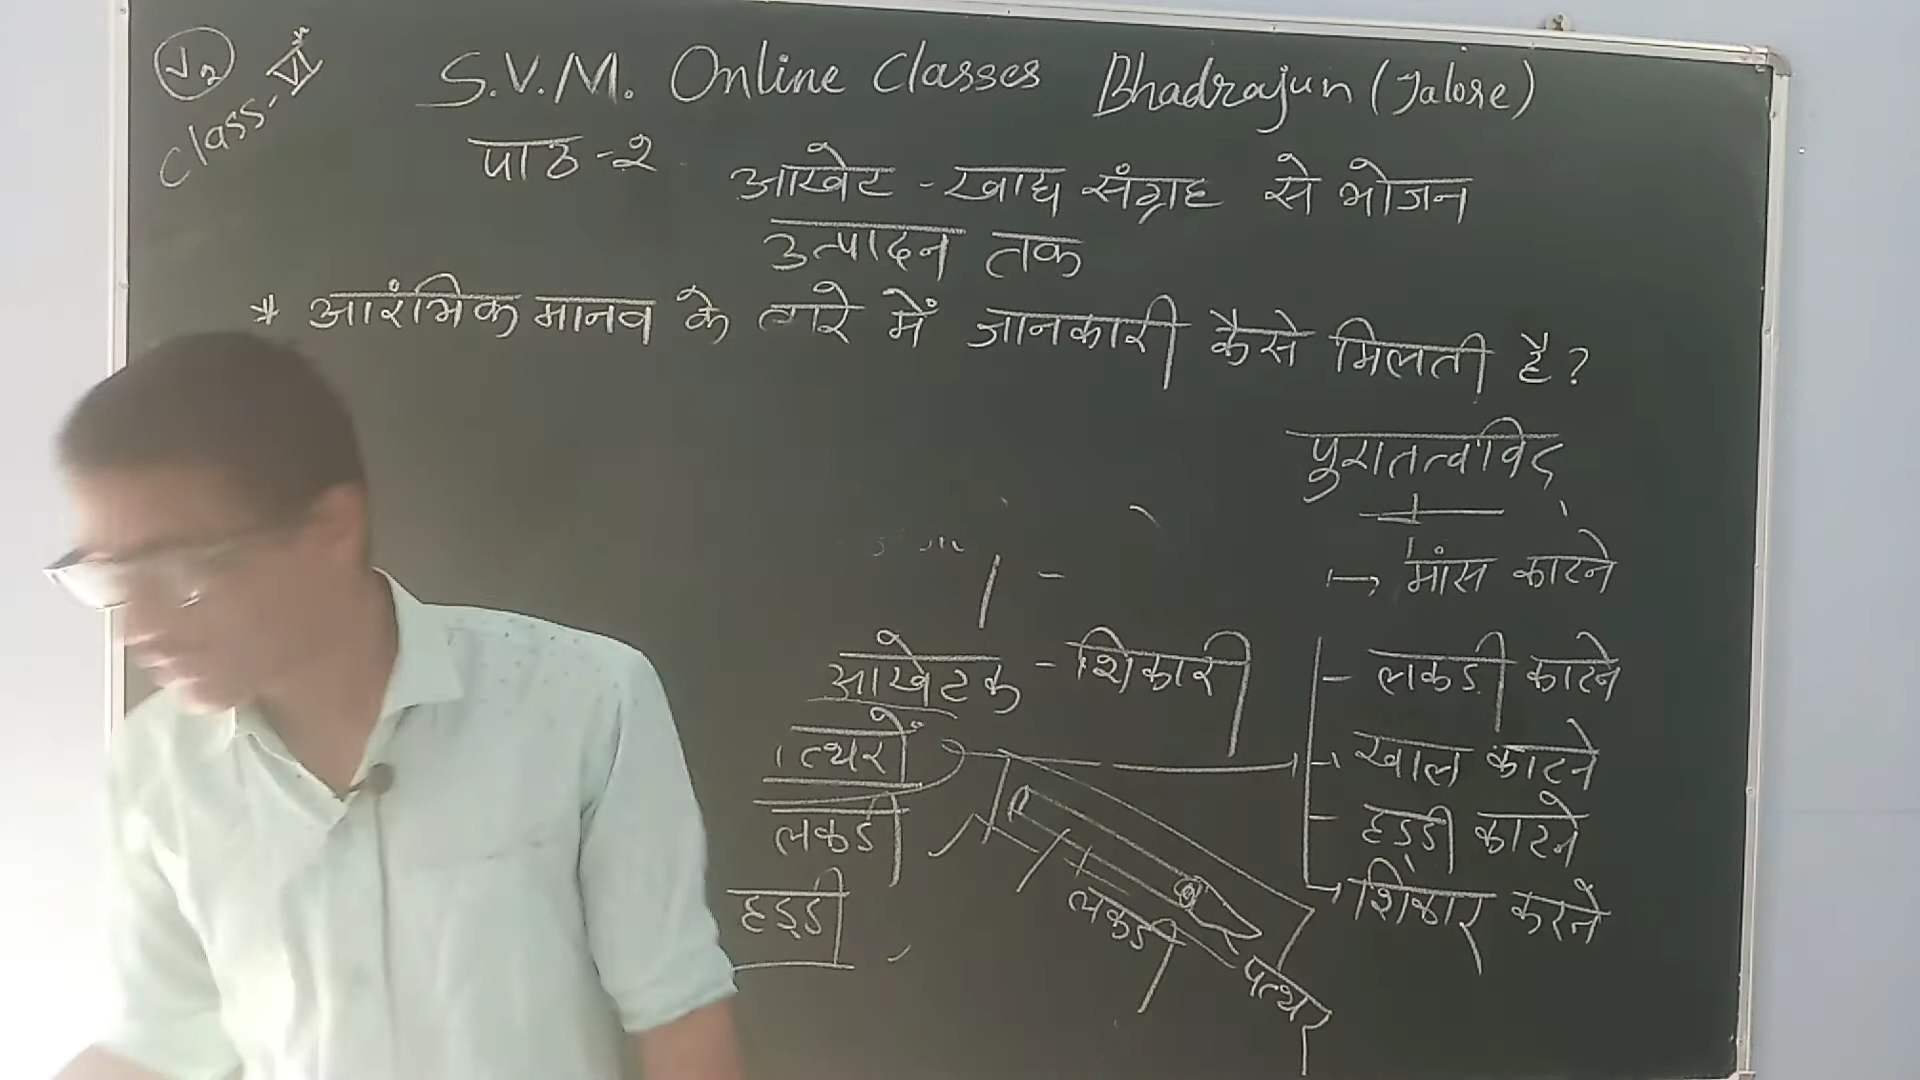 V2
Class-VI
S.V.M. Online Classes Bhadrajun (Jalore)
पाठ-2 आखेट-खाद्य संग्रह से भोजन
उत्पादन तक
* आरंभिक मानव के बारे में जानकारी कैसे मिलती है?
पुरातत्वविद
→ मांस काटने
आखेटक - शिकारी
- लकडी काटने
त्थरों
- खाल काटने
लकडी
- हड्डी काटने
हड्डी
लकडी
→ शिकार करने
पत्थर